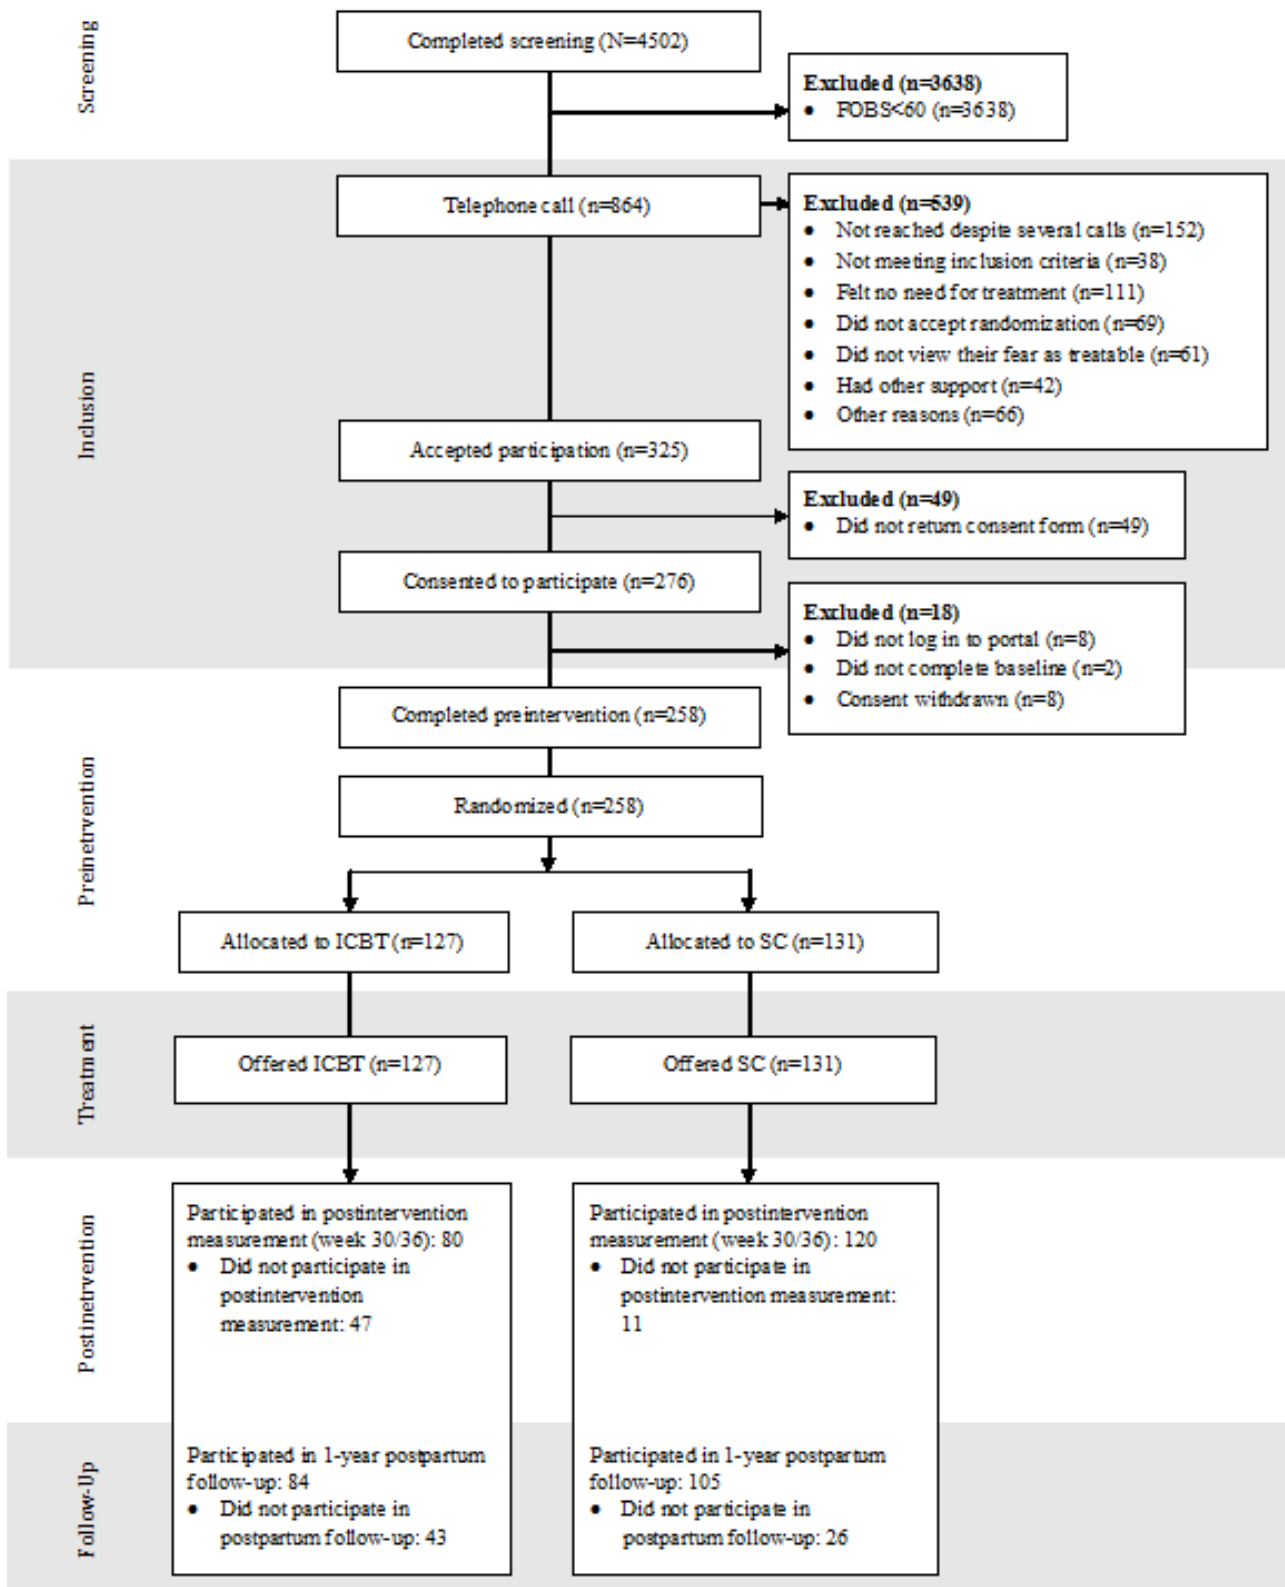 Screening
Completed screening (N=4502)
Excluded (n=3638)
• FOBS<60 (n=3638)
Inclusion
Telephone call (n=864)
Excluded (n=539)
• Not reached despite several calls (n=152)
• Not meeting inclusion criteria (n=38)
• Felt no need for treatment (n=111)
• Did not accept randomization (n=69)
• Did not view their fear as treatable (n=61)
• Had other support (n=42)
• Other reasons (n=66)
Accepted participation (n=325)
Excluded (n=49)
• Did not return consent form (n=49)
Consented to participate (n=276)
Excluded (n=18)
• Did not log in to portal (n=8)
• Did not complete baseline (n=2)
• Consent withdrawn (n=8)
Preinetrvention
Completed preintervention (n=258)
Randomized (n=258)
Allocated to ICBT (n=127)
Allocated to SC (n=131)
Treatment
Offered ICBT (n=127)
Offered SC (n=131)
Postinetrvention
Participated in postintervention
measurement (week 30/36): 80
• Did not participate in
postintervention
measurement: 47
Participated in postintervention
measurement (week 30/36): 120
• Did not participate in
postintervention measurement:
11
Follow-Up
Participated in 1-year postpartum
follow-up: 84
• Did not participate in
postpartum follow-up: 43
Participated in 1-year postpartum
follow-up: 105
• Did not participate in
postpartum follow-up: 26